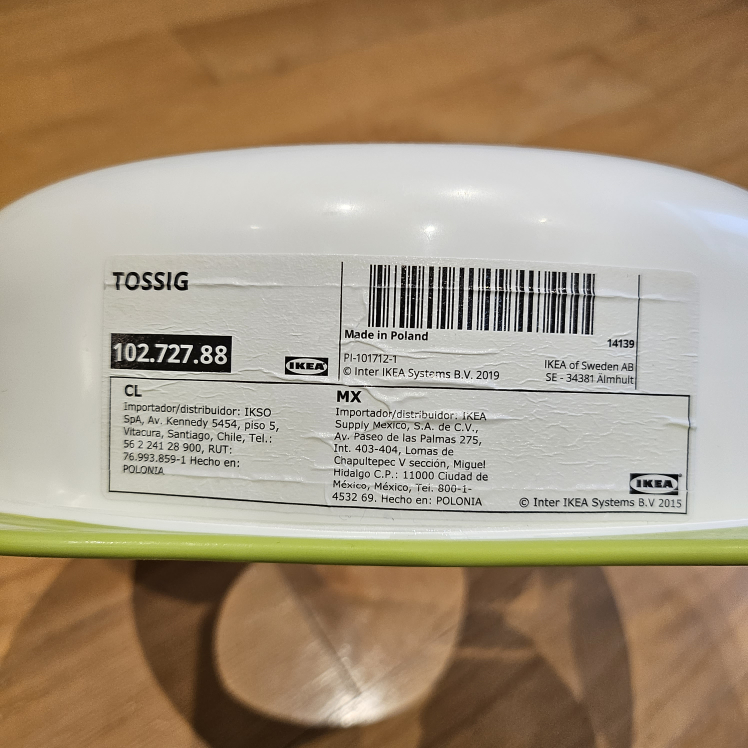 TOSSIG
102.727.88
IKEA
Made in Poland
14139
PI-101712-1
© Inter IKEA Systems B.V. 2019
IKEA of Sweden AB
SE - 34381 Älmhult
CL
Importador/distribuidor: IKSO
SpA, Av. Kennedy 5454, piso 5,
Vitacura, Santiago, Chile, Tel.:
56 2 241 28 900, RUT:
76.993.859-1 Hecho en:
POLONIA
MX
Importador/distribuidor: IKEA
Supply Mexico, S.A. de C.V.,
Av. Paseo de las Palmas 275,
Int. 403-404, Lomas de
Chapultepec V sección, Miguel
Hidalgo C.P.: 11000 Ciudad de
México, México, Tel. 800-1-
4532 69. Hecho en: POLONIA
IKEA
© Inter IKEA Systems B.V 2015